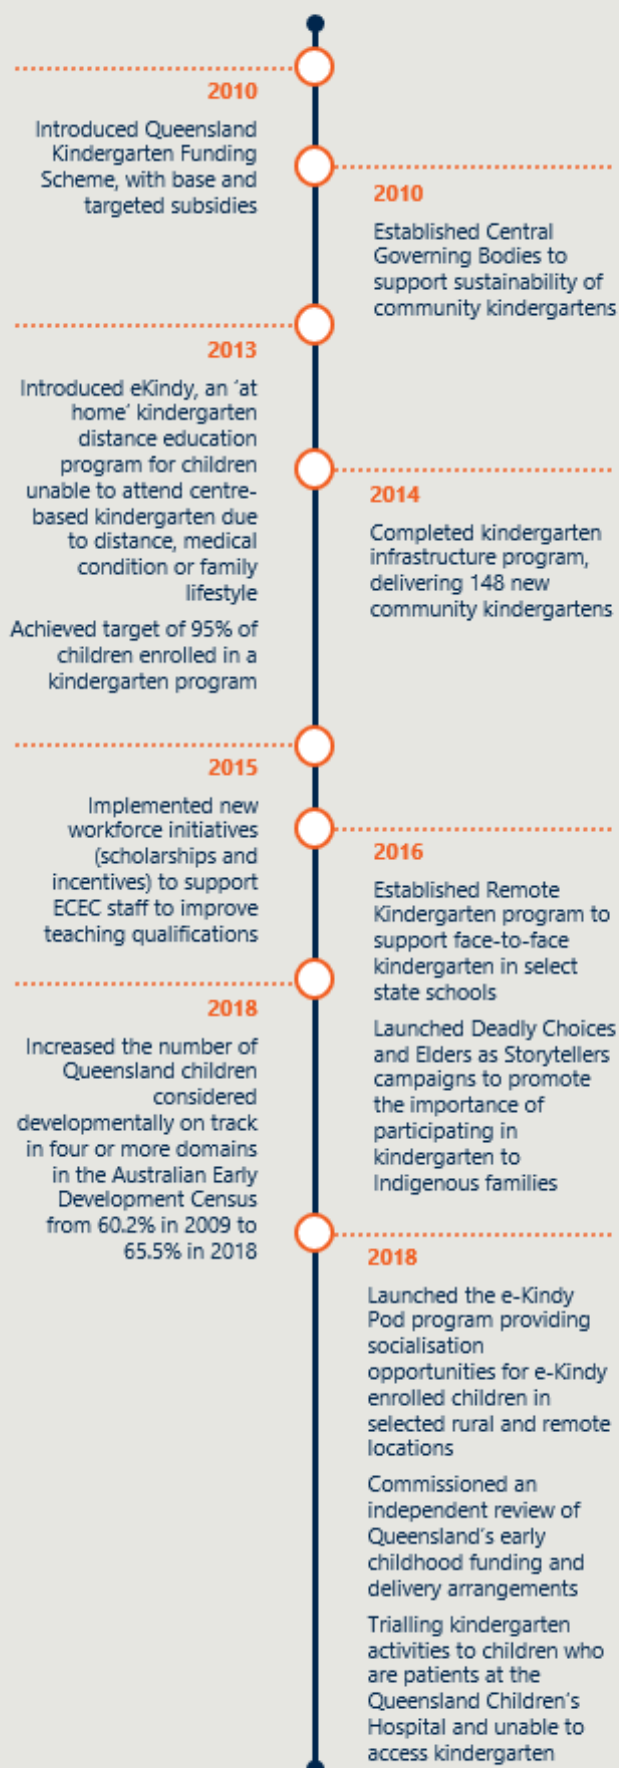 2010
Introduced Queensland
Kindergarten Funding
Scheme, with base and
targeted subsidies
2010
Established Central
Governing Bodies to
support sustainability of
community kindergartens
2013
Introduced eKindy, an ‘at
home’ kindergarten
distance education
program for children
unable to attend centre-
based kindergarten due
to distance, medical
condition or family
lifestyle
Achieved target of 95% of
children enrolled in a
kindergarten program
2014
Completed kindergarten
infrastructure program,
delivering 148 new
community kindergartens
2015
Implemented new
workforce initiatives
(scholarships and
incentives) to support
ECEC staff to improve
teaching qualifications
2016
Established Remote
Kindergarten program to
support face-to-face
kindergarten in select
state schools
Launched Deadly Choices
and Elders as Storytellers
campaigns to promote
the importance of
participating in
kindergarten to
Indigenous families
2018
Increased the number of
Queensland children
considered
developmentally on track
in four or more domains
in the Australian Early
Development Census
from 60.2% in 2009 to
65.5% in 2018
2018
Launched the e-Kindy
Pod program providing
socialisation
opportunities for e-Kindy
enrolled children in
selected rural and remote
locations
Commissioned an
independent review of
Queensland’s early
childhood funding and
delivery arrangements
Trialling kindergarten
activities to children who
are patients at the
Queensland Children’s
Hospital and unable to
access kindergarten